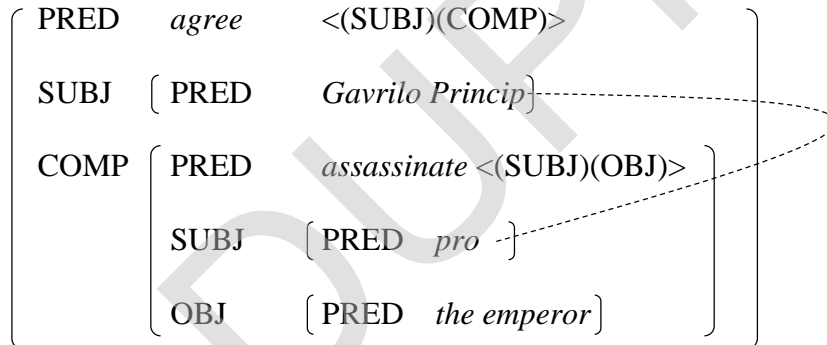 PRED agree <(SUBJ)(COMP)>
SUBJ PRED Gavrilo Princip
COMP PRED assassinate <(SUBJ)(OBJ)>
SUBJ PRED pro
OBJ PRED the emperor